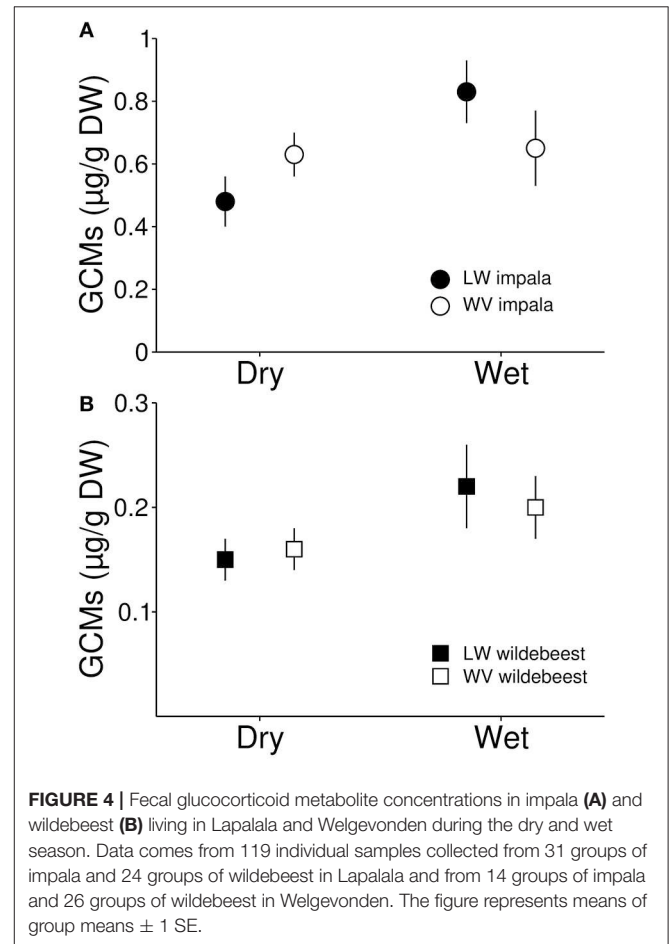 A
1
0.8
0.6
0.4
0.2
0
GCMs (µg/g DW)
LW impala
WV impala
Dry Wet
B
0.3
0.2
0.1
GCMs (µg/g DW)
LW wildebeest
WV wildebeest
Dry Wet
FIGURE 4 | Fecal glucocorticoid metabolite concentrations in impala (A) and
wildebeest (B) living in Lapalala and Welgevonden during the dry and wet
season. Data comes from 119 individual samples collected from 31 groups of
impala and 24 groups of wildebeest in Lapalala and from 14 groups of impala
and 26 groups of wildebeest in Welgevonden. The figure represents means of
group means ± 1 SE.